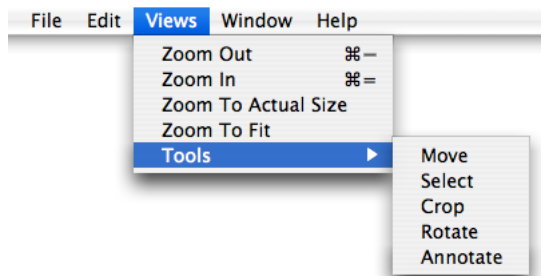 File Edit Views Window Help
Zoom Out ⌘−
Zoom In ⌘=
Zoom To Actual Size
Zoom To Fit
Tools ▶
Move
Select
Crop
Rotate
Annotate